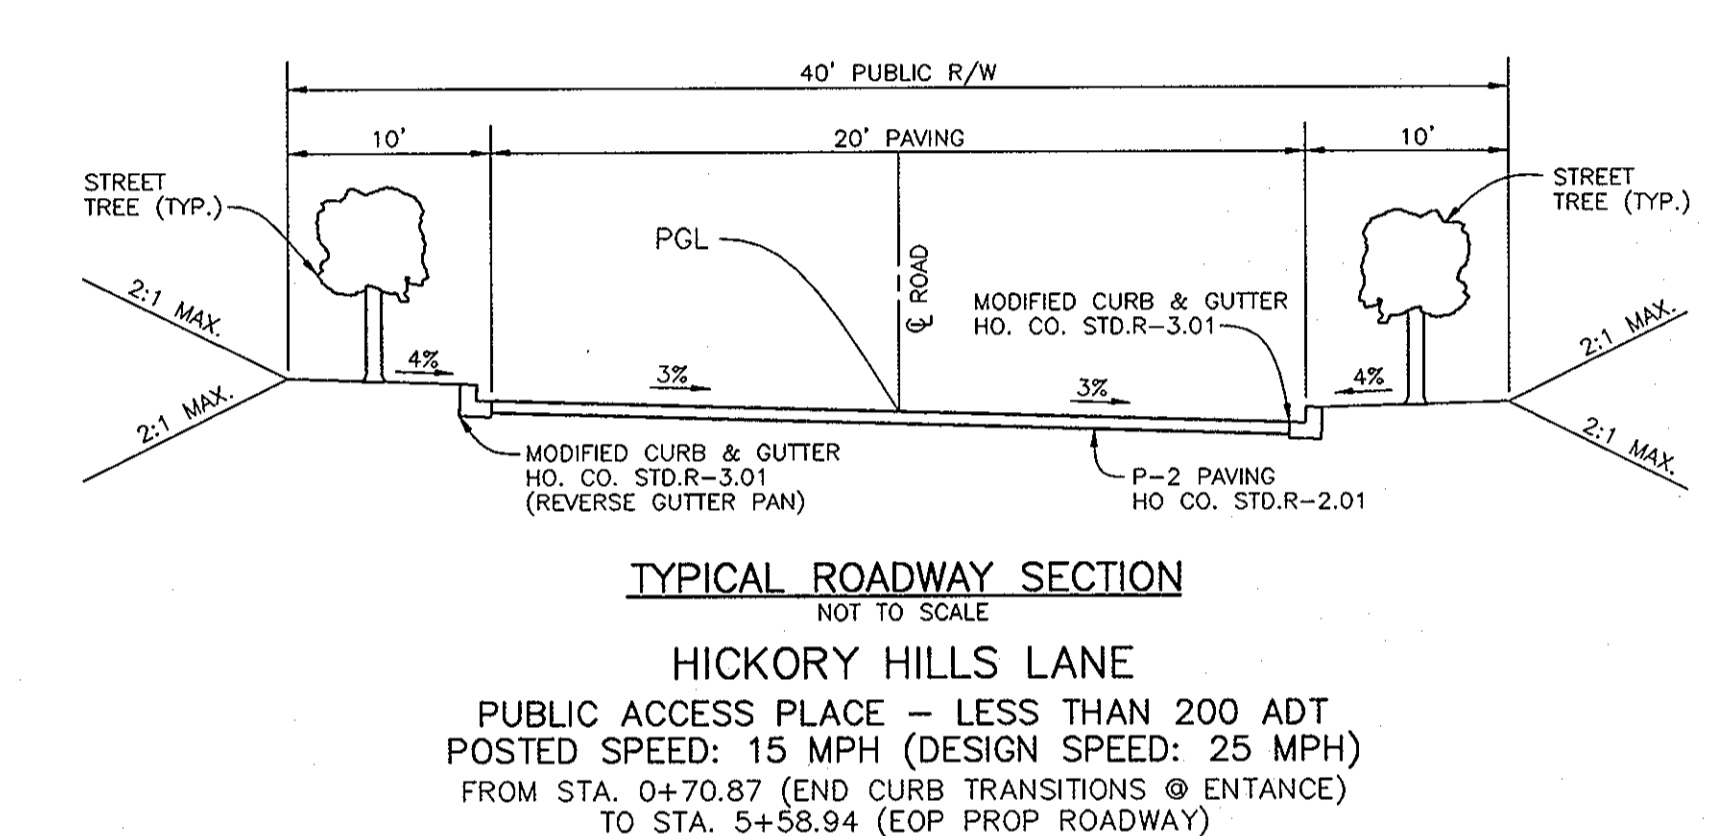 40' PUBLIC R/W
10'
20' PAVING
10'
STREET
TREE (TYP.)
STREET
TREE (TYP.)
PGL
℄ ROAD
MODIFIED CURB & GUTTER
HO. CO. STD.R-3.01
2:1 MAX.
2:1 MAX.
4%
3%
3%
4%
2:1 MAX.
2:1 MAX.
MODIFIED CURB & GUTTER
HO. CO. STD.R-3.01
(REVERSE GUTTER PAN)
P-2 PAVING
HO CO. STD.R-2.01
TYPICAL ROADWAY SECTION
NOT TO SCALE
HICKORY HILLS LANE
PUBLIC ACCESS PLACE - LESS THAN 200 ADT
POSTED SPEED: 15 MPH (DESIGN SPEED: 25 MPH)
FROM STA. 0+70.87 (END CURB TRANSITIONS @ ENTANCE)
TO STA. 5+58.94 (EOP PROP ROADWAY)